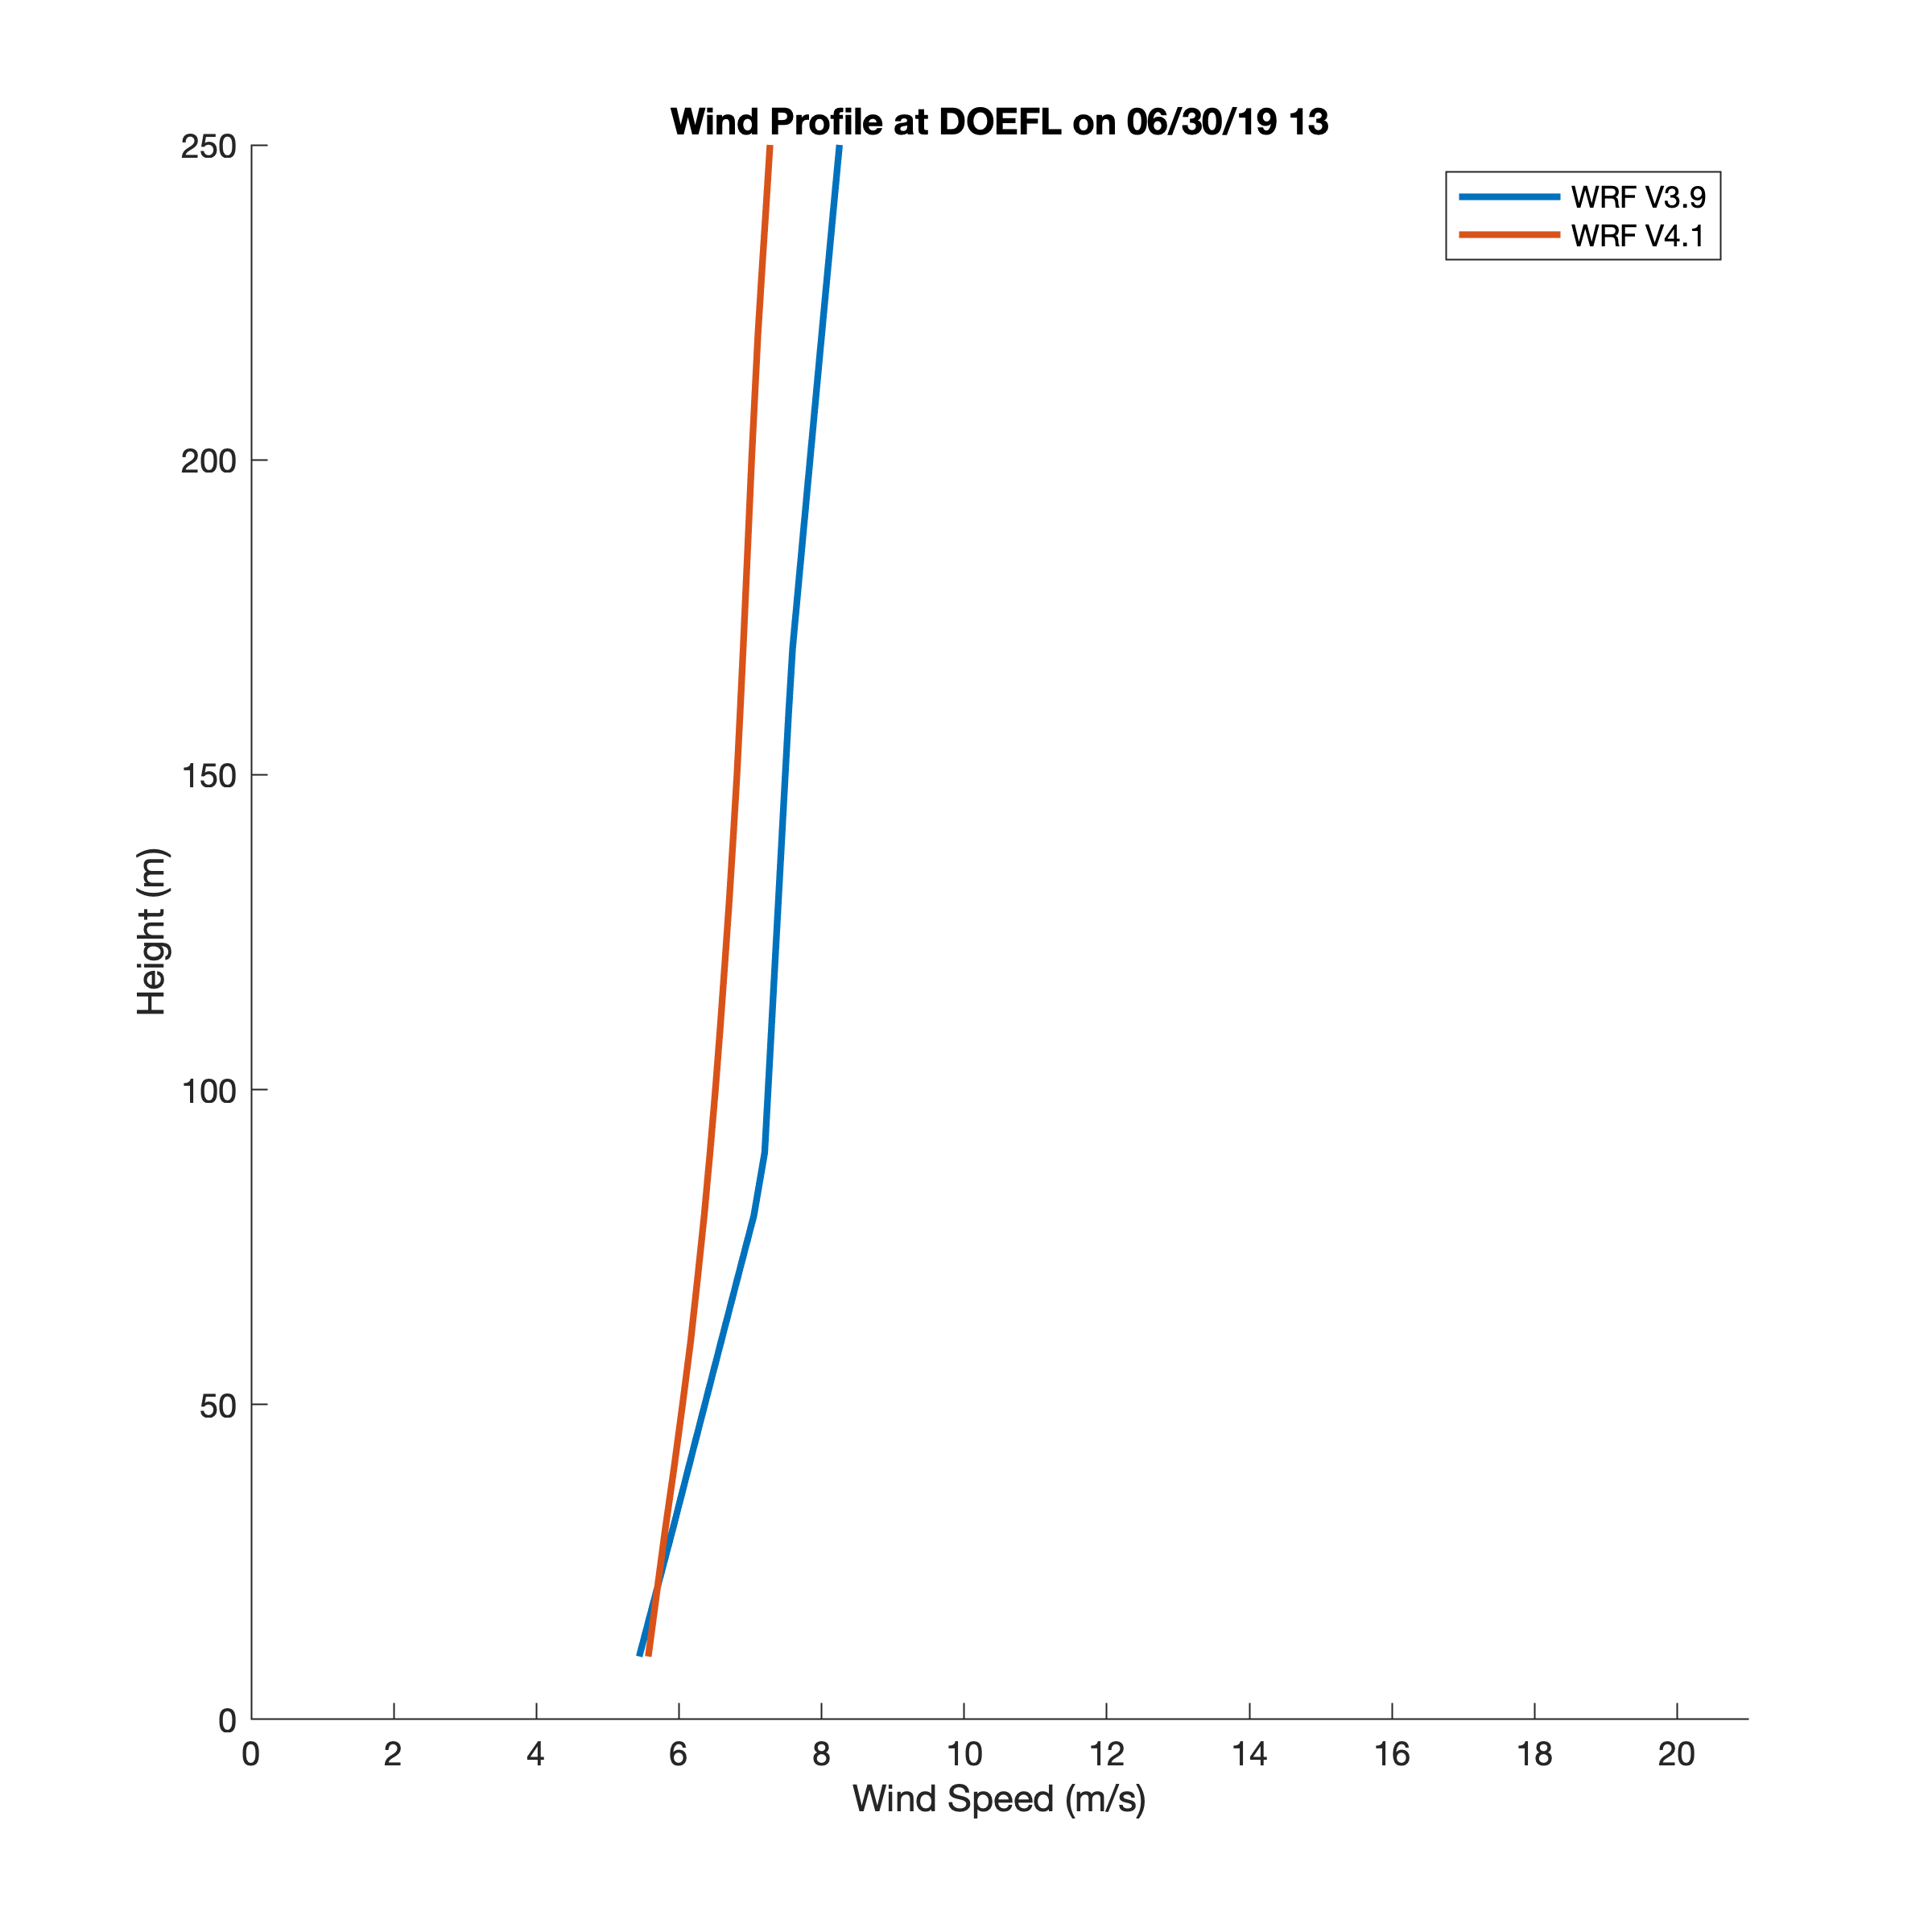 Wind Profile at DOEFL on 06/30/19 13
WRF V3.9
WRF V4.1
250
200
150
100
50
0
Height (m)
0 2 4 6 8 10 12 14 16 18 20
Wind Speed (m/s)